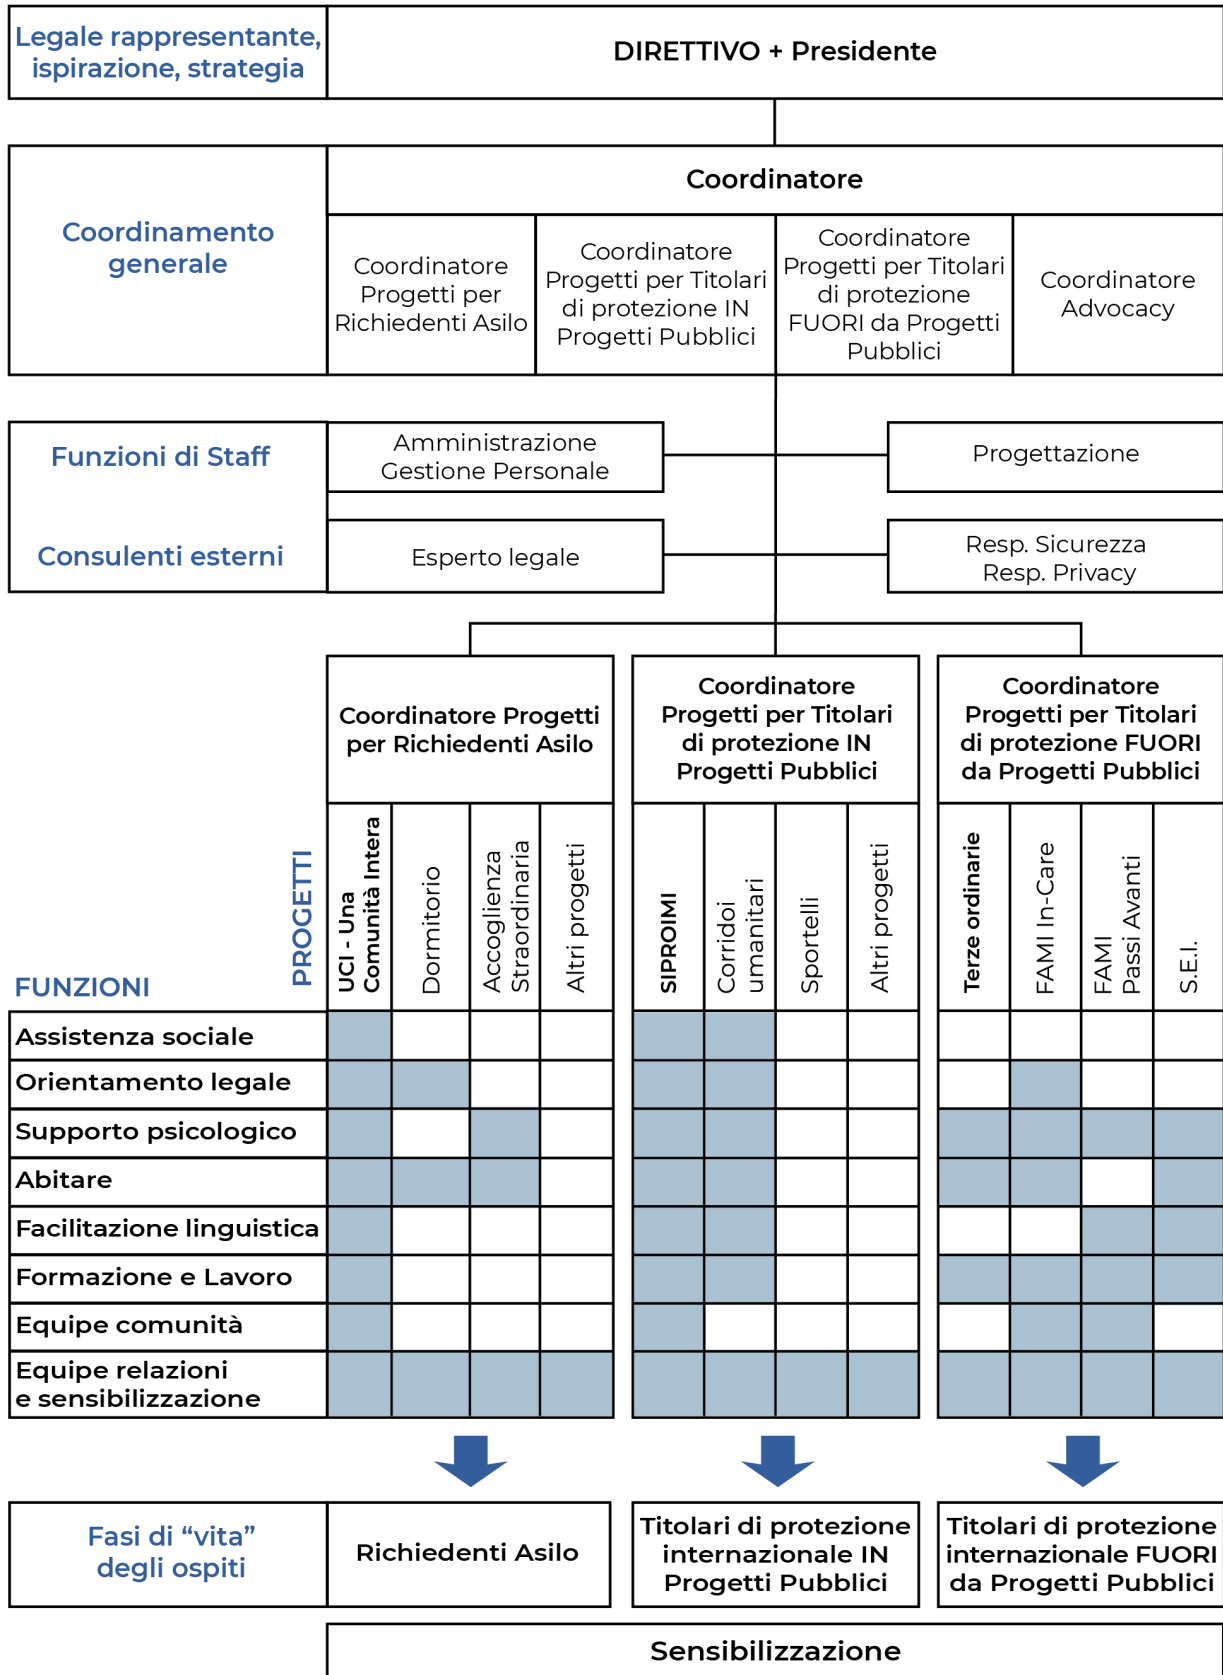 Legale rappresentante,
ispirazione, strategia
DIRETTIVO + Presidente
Coordinamento
generale
Coordinatore
Coordinatore
Progetti per
Richiedenti Asilo
Coordinatore
Progetti per Titolari
di protezione IN
Progetti Pubblici
Coordinatore
Progetti per Titolari
di protezione
FUORI da Progetti
Pubblici
Coordinatore
Advocacy
Funzioni di Staff
Amministrazione
Gestione Personale
Progettazione
Consulenti esterni
Esperto legale
Resp. Sicurezza
Resp. Privacy
Coordinatore Progetti
per Richiedenti Asilo
Coordinatore
Progetti per Titolari
di protezione IN
Progetti Pubblici
Coordinatore
Progetti per Titolari
di protezione FUORI
da Progetti Pubblici
PROGETTI
UCI - Una
Comunità Intera
Dormitorio
Accoglienza
Straordinaria
Altri progetti
SIPROIMI
Corridoi
umanitari
Sportelli
Altri progetti
Terze ordinarie
FAMI In-Care
FAMI
Passi Avanti
S.E.I.
FUNZIONI
Assistenza sociale
Orientamento legale
Supporto psicologico
Abitare
Facilitazione linguistica
Formazione e Lavoro
Equipe comunità
Equipe relazioni
e sensibilizzazione
Fasi di “vita”
degli ospiti
Richiedenti Asilo
Titolari di protezione
internazionale IN
Progetti Pubblici
Titolari di protezione
internazionale FUORI
da Progetti Pubblici
Sensibilizzazione